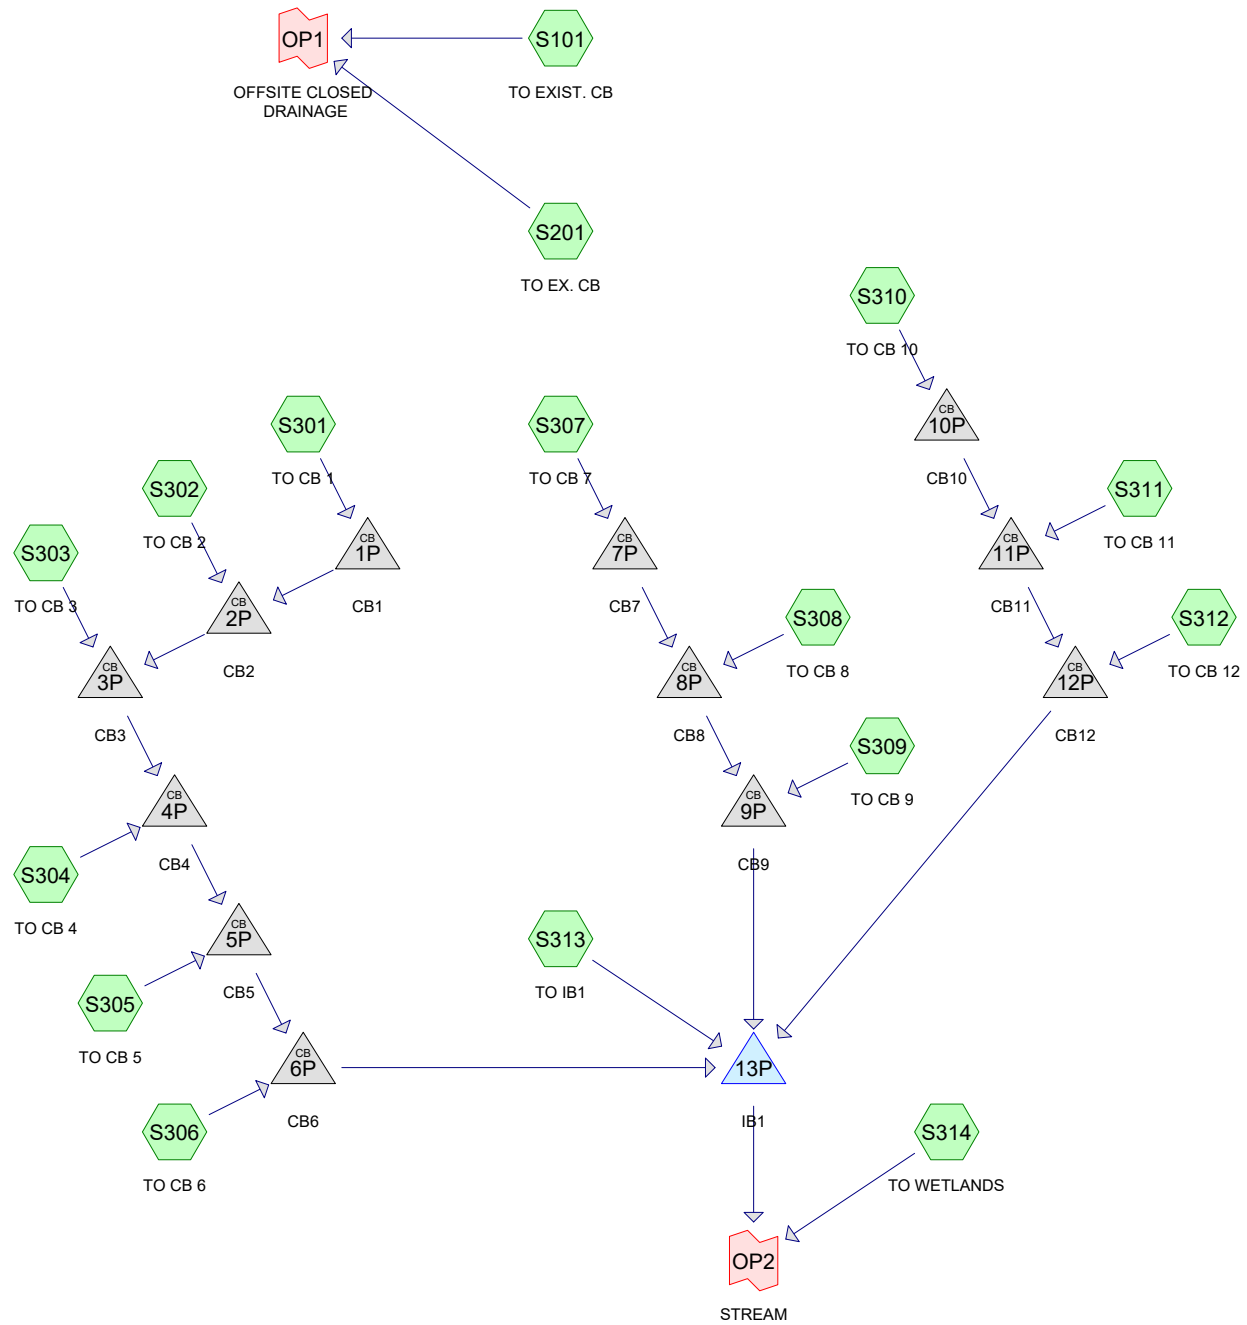 OP1
OFFSITE CLOSED
DRAINAGE
S101
TO EXIST. CB
S201
TO EX. CB
S310
TO CB 10
CB
10P
CB10
S301
TO CB 1
CB
1P
CB1
S302
TO CB 2
CB
2P
CB2
S303
TO CB 3
CB
3P
CB3
S307
TO CB 7
CB
7P
CB7
S311
TO CB 11
CB
11P
CB11
S308
TO CB 8
CB
8P
CB8
S312
TO CB 12
CB
12P
CB12
S309
TO CB 9
CB
9P
CB9
CB
4P
CB4
S304
TO CB 4
CB
5P
CB5
S305
TO CB 5
CB
6P
CB6
S306
TO CB 6
S313
TO IB1
13P
IB1
S314
TO WETLANDS
OP2
STREAM